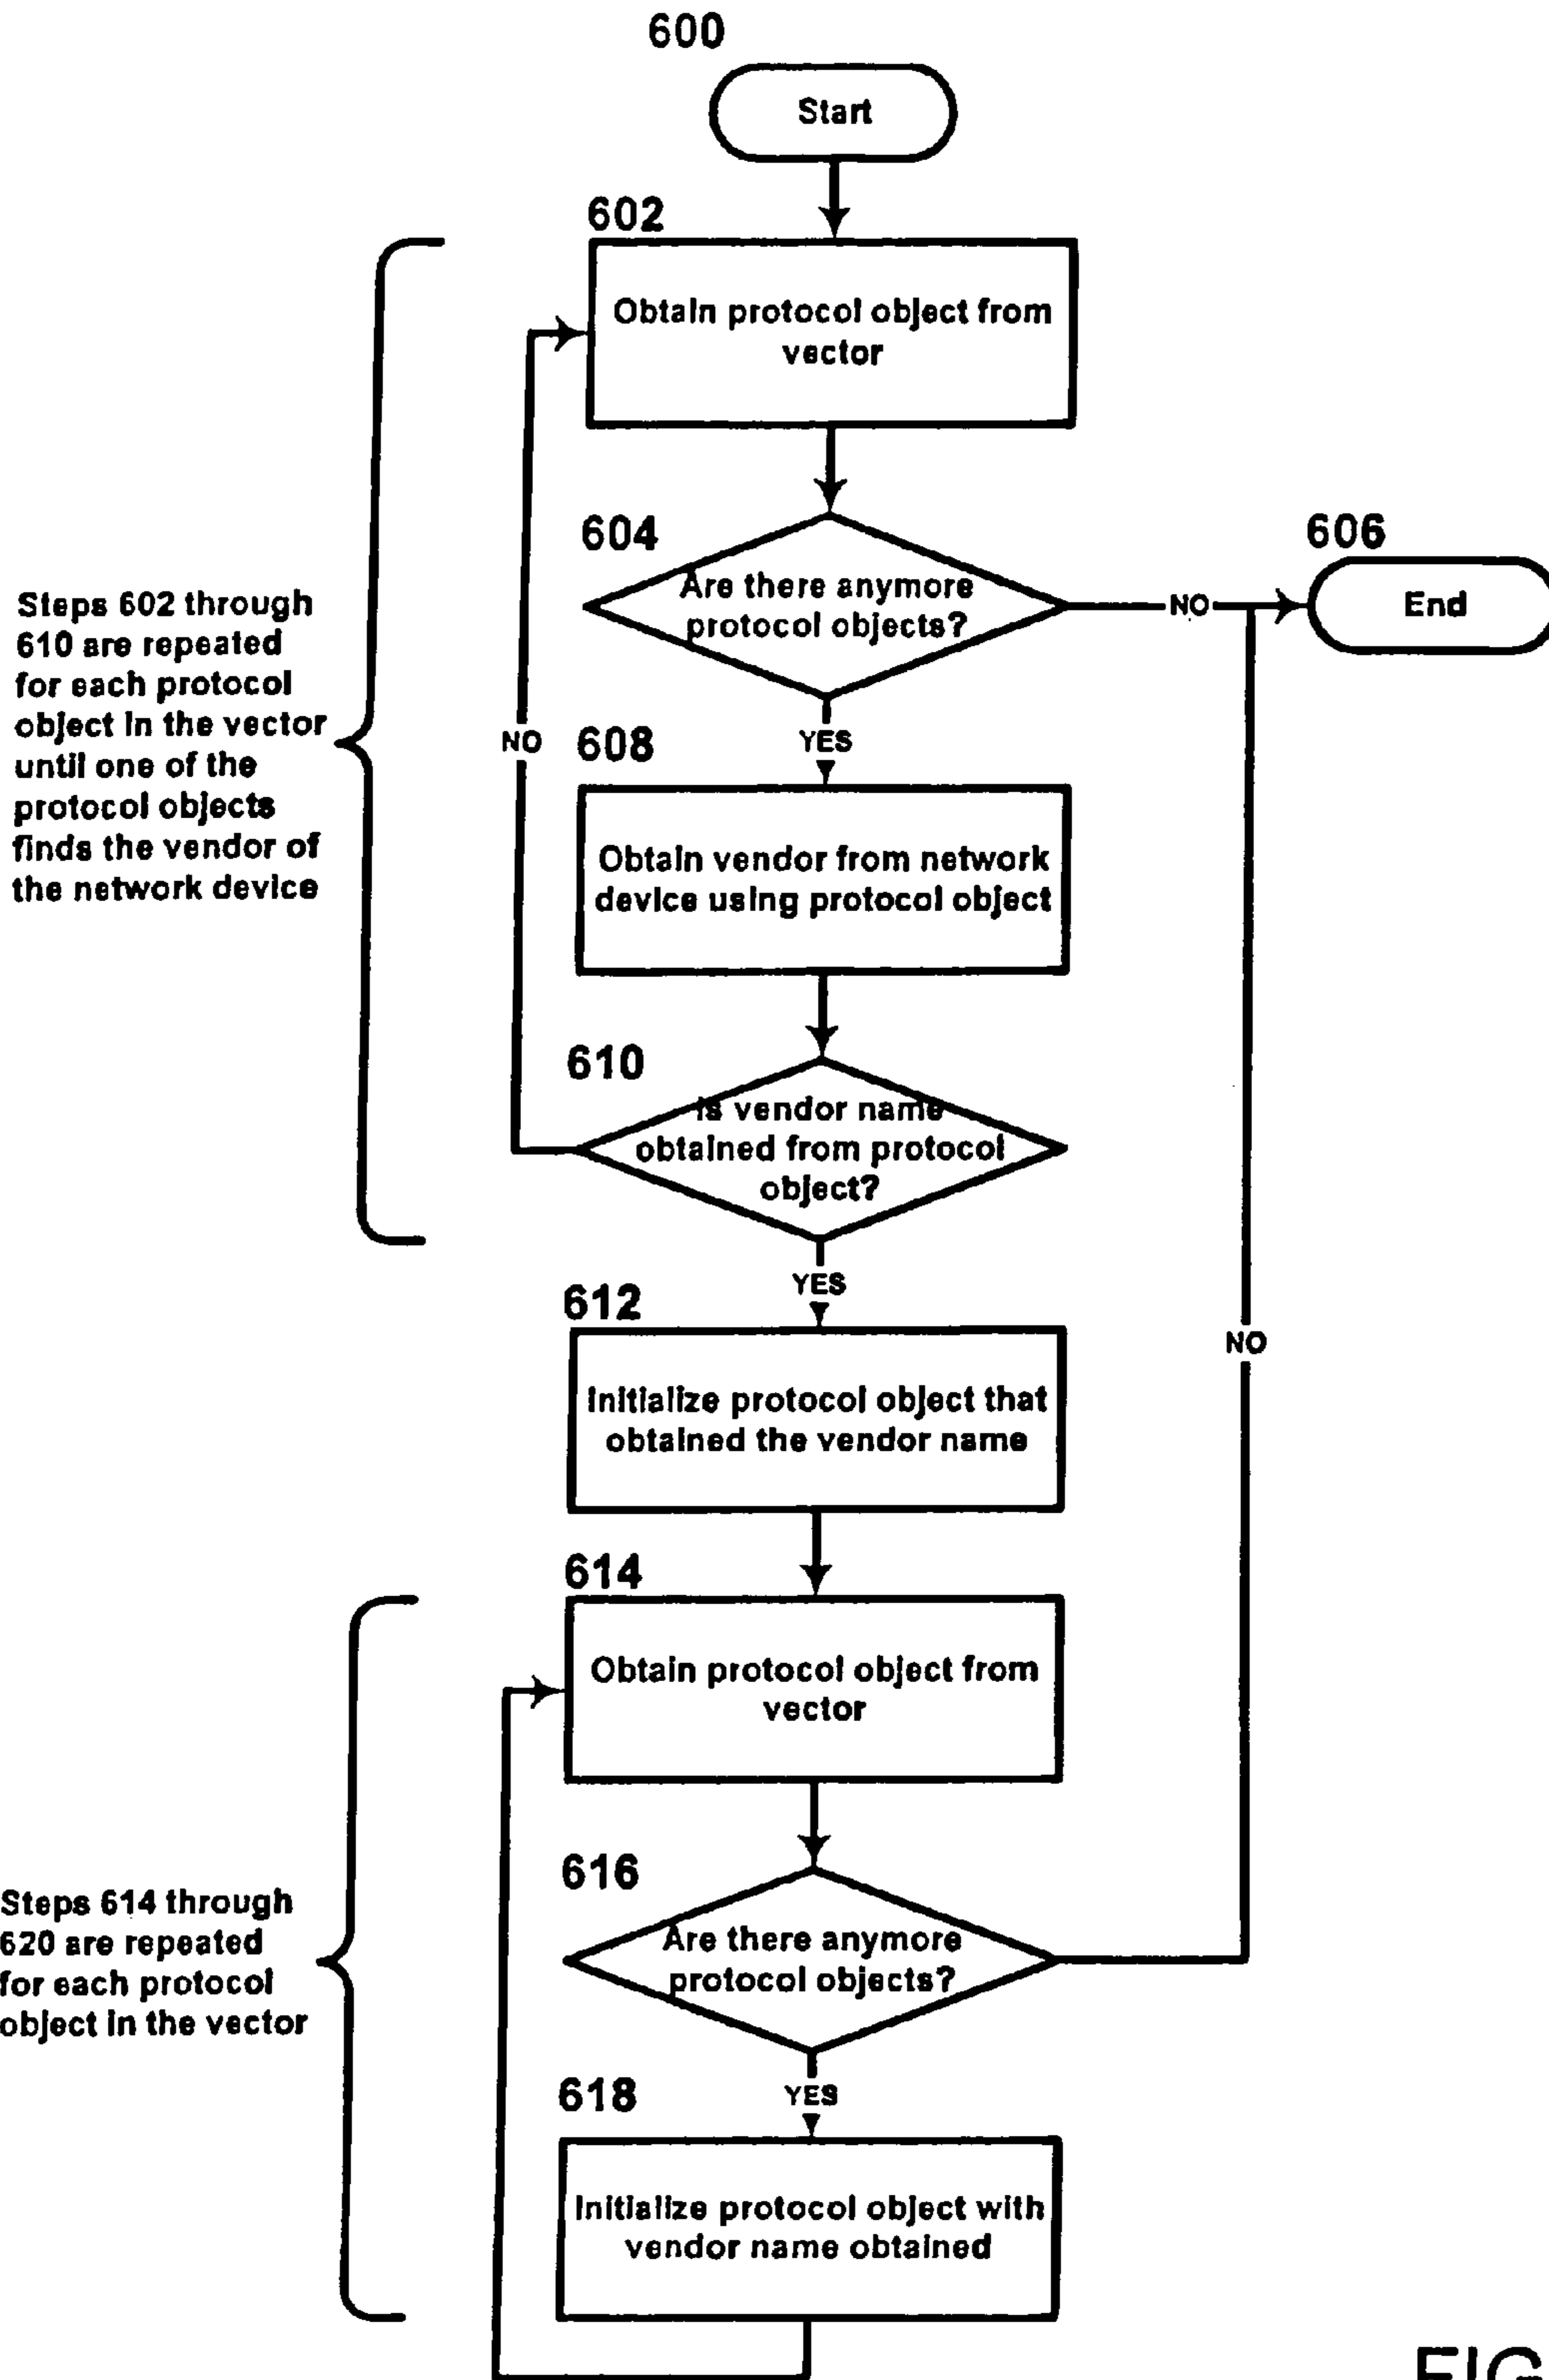 600
Start
602
Obtain protocol object from
vector
604
Are there anymore
protocol objects?
NO
606
End
YES
Steps 602 through
610 are repeated
for each protocol
object in the vector
until one of the
protocol objects
finds the vendor of
the network device
NO
608
Obtain vendor from network
device using protocol object
610
Is vendor name
obtained from protocol
object?
YES
612
Initialize protocol object that
obtained the vendor name
NO
614
Obtain protocol object from
vector
616
Are there anymore
protocol objects?
Steps 614 through
620 are repeated
for each protocol
object in the vector
YES
618
Initialize protocol object with
vendor name obtained
FIG